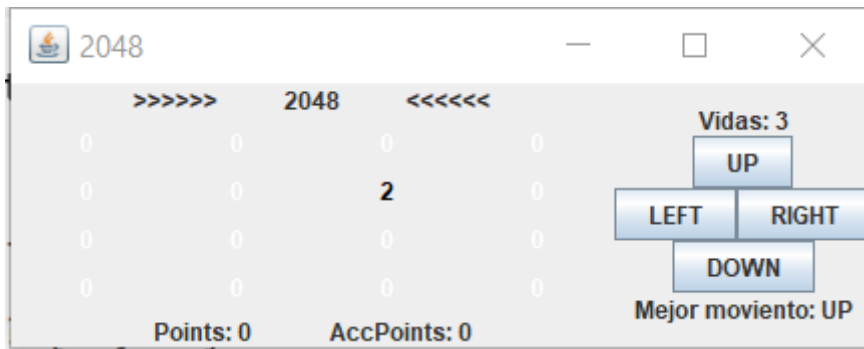 2048
>>>>>> 2048 <<<<<<
Vidas: 3
0 0 0 0
UP
0 0 2 0
LEFT RIGHT
0 0 0 0
DOWN
0 0 0 0
Mejor moviento: UP
Points: 0 AccPoints: 0